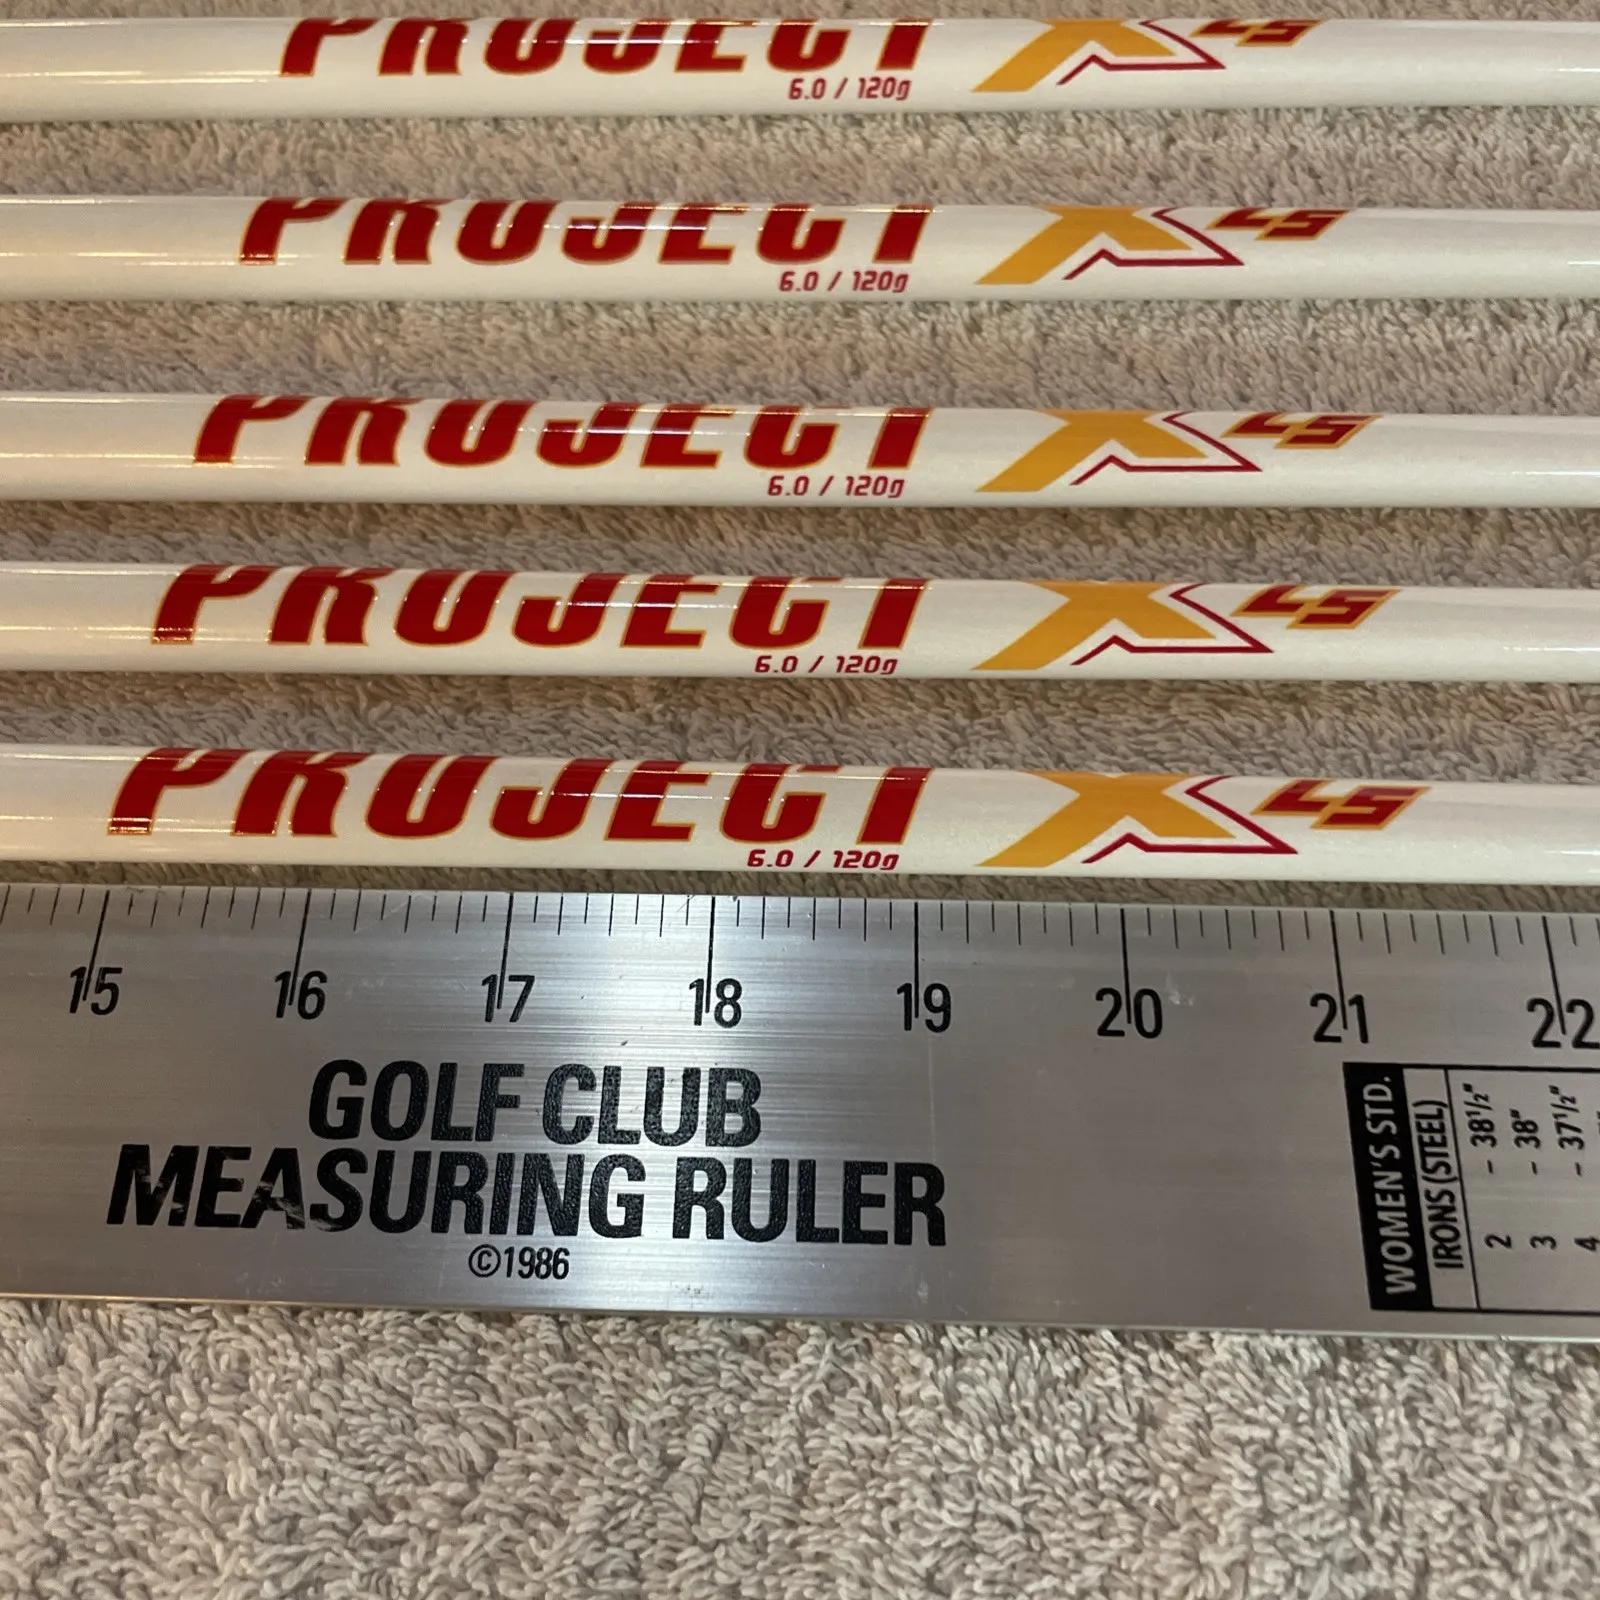 PROJECT X LS
6.0 / 120g
PROJECT X LS
6.0 / 120g
PROJECT X LS
6.0 / 120g
PROJECT X LS
6.0 / 120g
PROJECT X LS
6.0 / 120g
15 16 17 18 19 20 21 22
GOLF CLUB
MEASURING RULER
©1986
WOMEN'S STD.
IRONS (STEEL)
2 - 38½"
3 - 38"
4 - 37½"